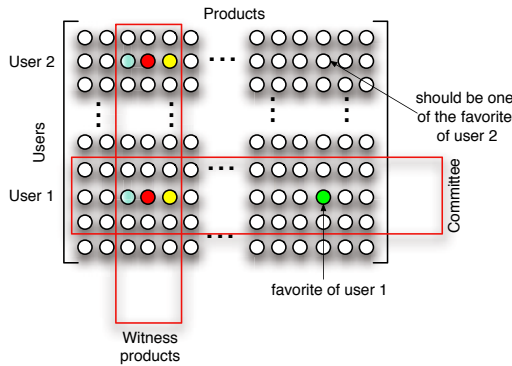 Products
User 2
should be one
of the favorite
of user 2
Users
User 1
Committee
favorite of user 1
Witness
products